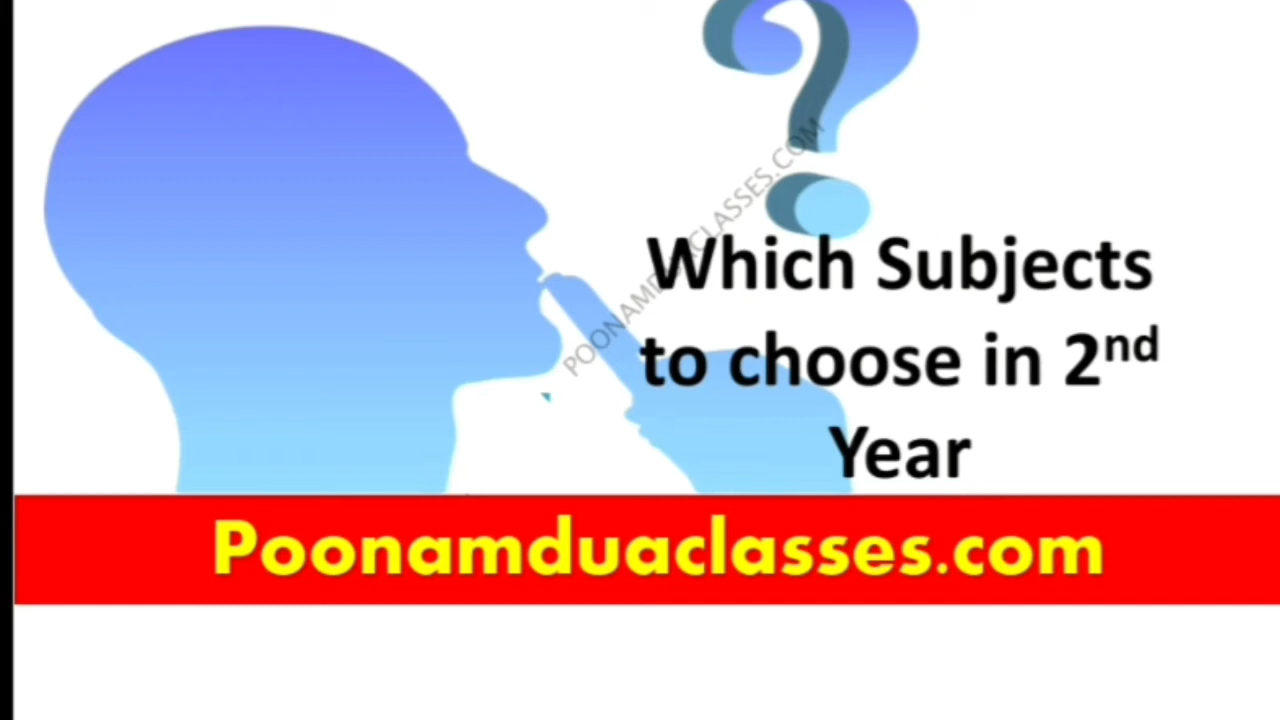 POONAMDUACLASSES.COM
Which Subjects
to choose in 2nd
Year
Poonamduaclasses.com